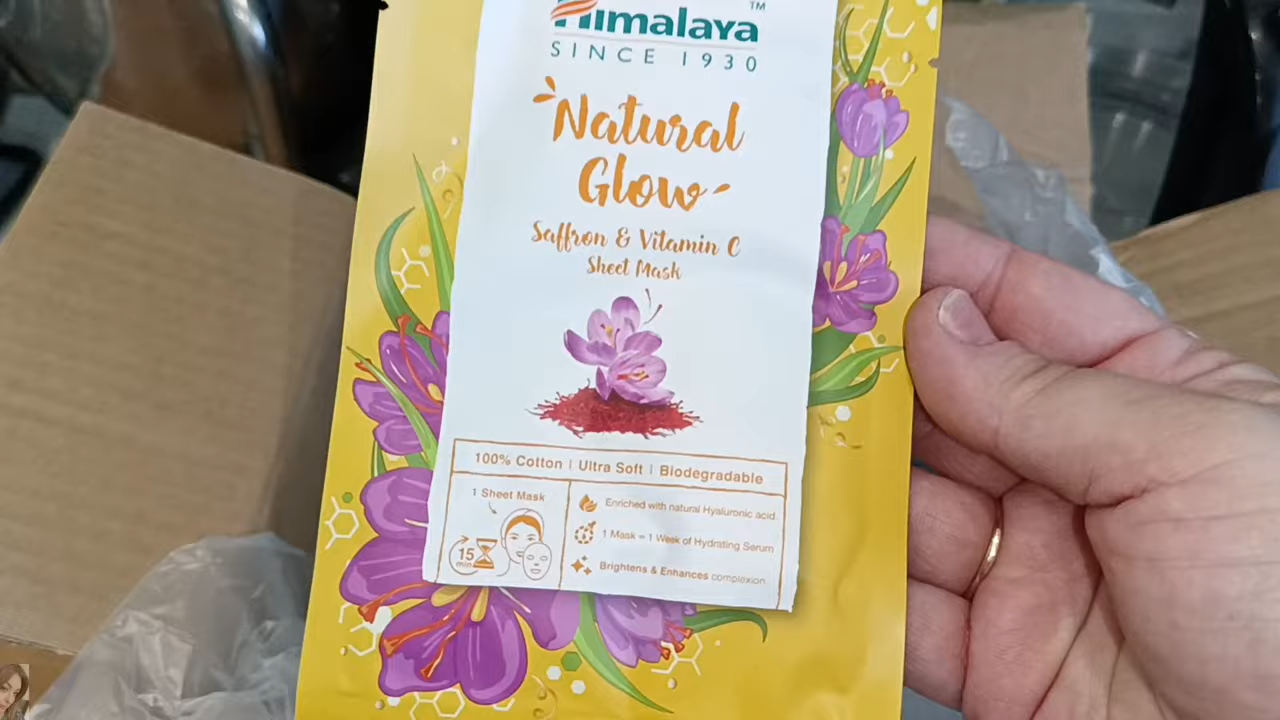 Himalaya™
SINCE 1930
Natural
Glow
Saffron & Vitamin C
Sheet Mask
100% Cotton | Ultra Soft | Biodegradable
1 Sheet Mask
15
min
Enriched with natural Hyaluronic acid.
1 Mask = 1 Week of Hydrating Serum
Brightens & Enhances complexion